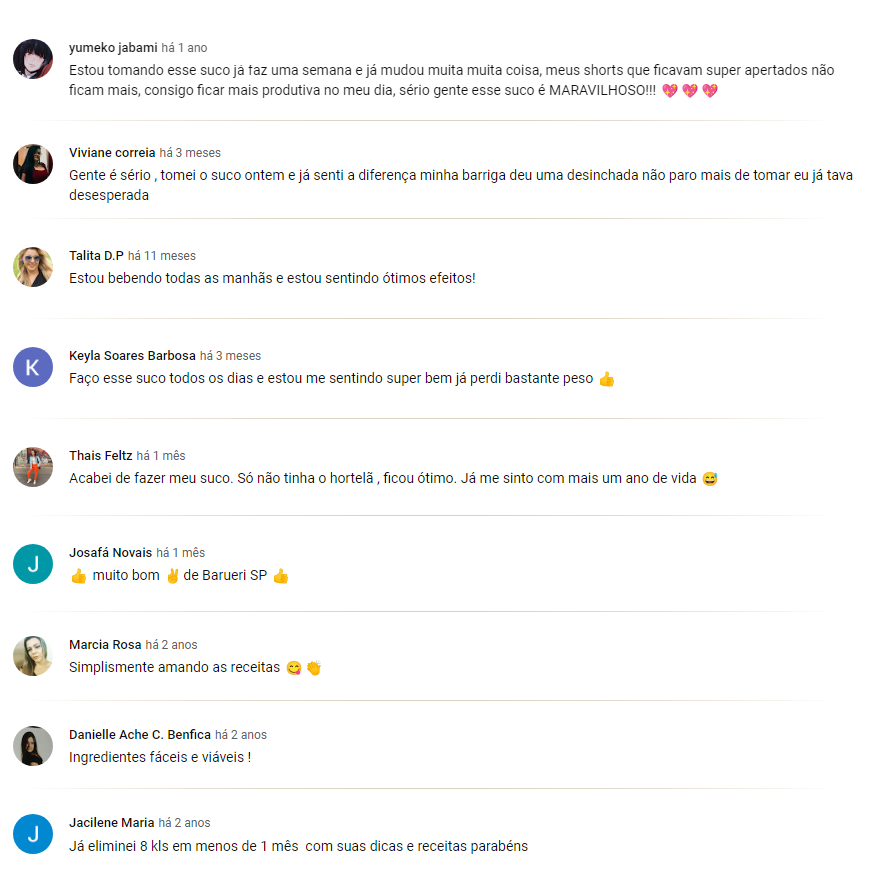 yumeko jabami há 1 ano
Estou tomando esse suco já faz uma semana e já mudou muita muita coisa, meus shorts que ficavam super apertados não
ficam mais, consigo ficar mais produtiva no meu dia, sério gente esse suco é MARAVILHOSO!!! 💖 💖 💖
Viviane correia há 3 meses
Gente é sério , tomei o suco ontem e já senti a diferença minha barriga deu uma desinchada não paro mais de tomar eu já tava
desesperada
Talita D.P há 11 meses
Estou bebendo todas as manhãs e estou sentindo ótimos efeitos!
K
Keyla Soares Barbosa há 3 meses
Faço esse suco todos os dias e estou me sentindo super bem já perdi bastante peso 👍
Thais Feltz há 1 mês
Acabei de fazer meu suco. Só não tinha o hortelã , ficou ótimo. Já me sinto com mais um ano de vida 😅
J
Josafá Novais há 1 mês
👍 muito bom ✌ de Barueri SP 👍
Marcia Rosa há 2 anos
Simplismente amando as receitas 😋 👏
Danielle Ache C. Benfica há 2 anos
Ingredientes fáceis e viáveis !
J
Jacilene Maria há 2 anos
Já eliminei 8 kls em menos de 1 mês com suas dicas e receitas parabéns